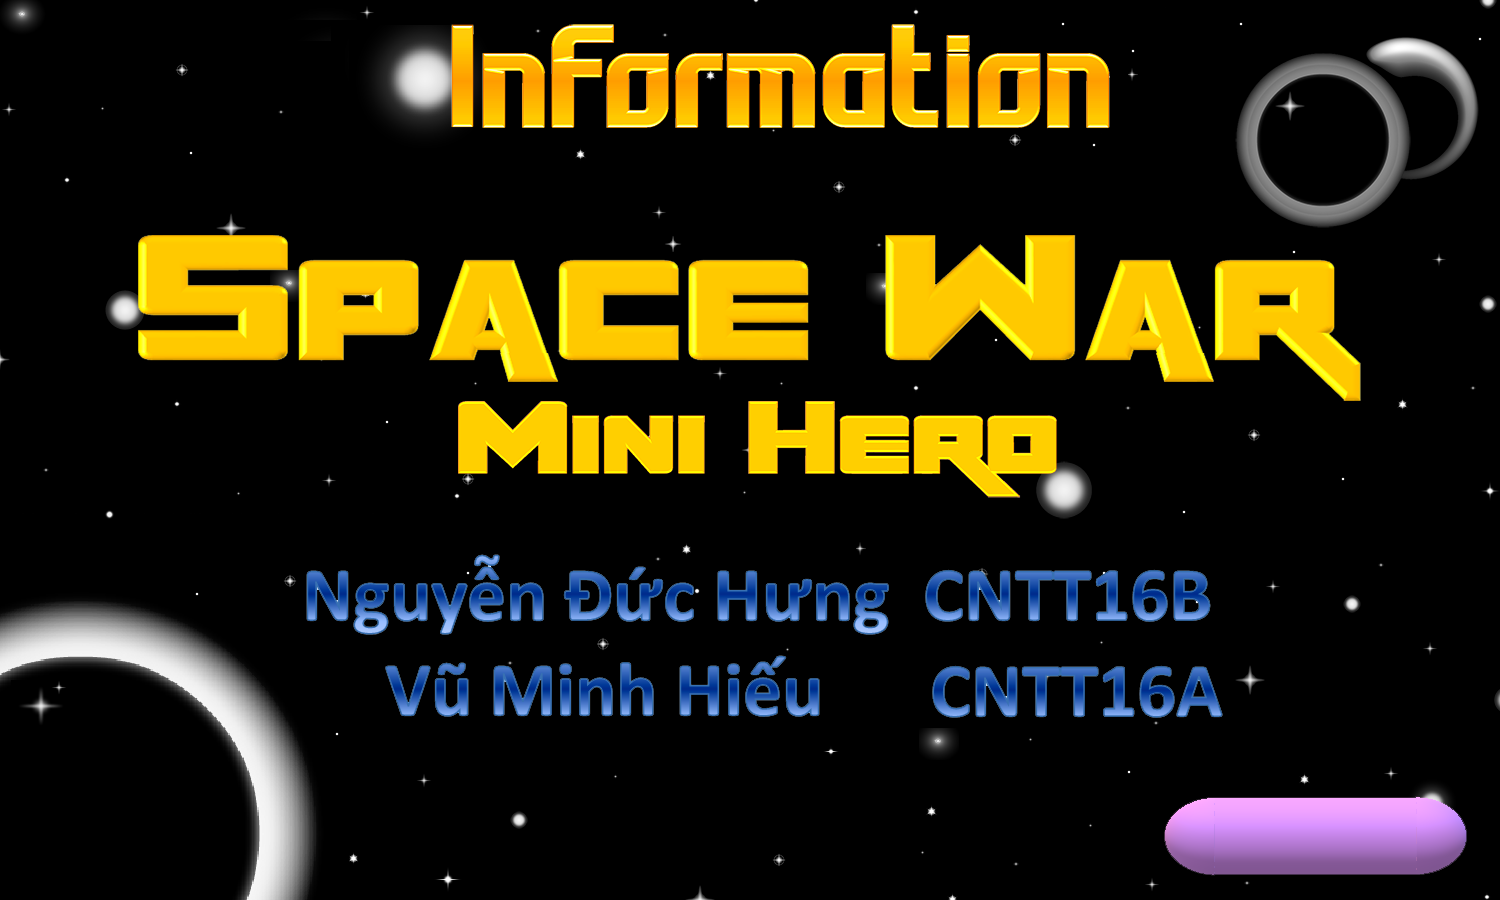 Information
Space War
Mini Hero
Nguyễn Đức Hưng CNTT16B
Vũ Minh Hiếu CNTT16A